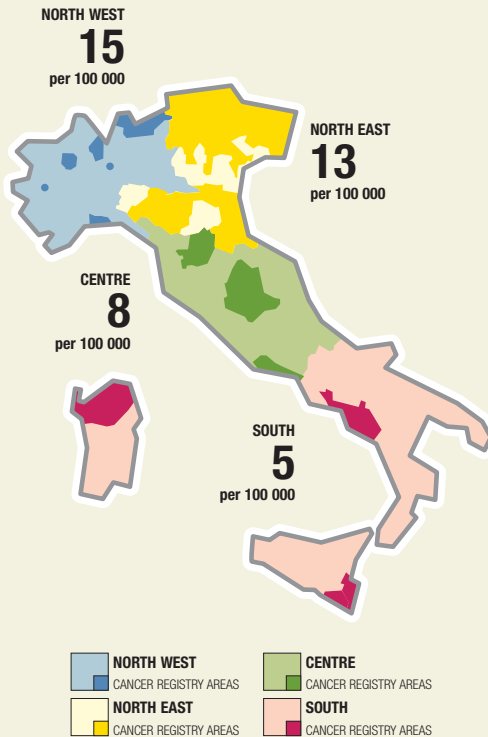 NORTH WEST
15
per 100 000
NORTH EAST
13
per 100 000
CENTRE
8
per 100 000
SOUTH
5
per 100 000
NORTH WEST
CANCER REGISTRY AREAS
CENTRE
CANCER REGISTRY AREAS
NORTH EAST
CANCER REGISTRY AREAS
SOUTH
CANCER REGISTRY AREAS